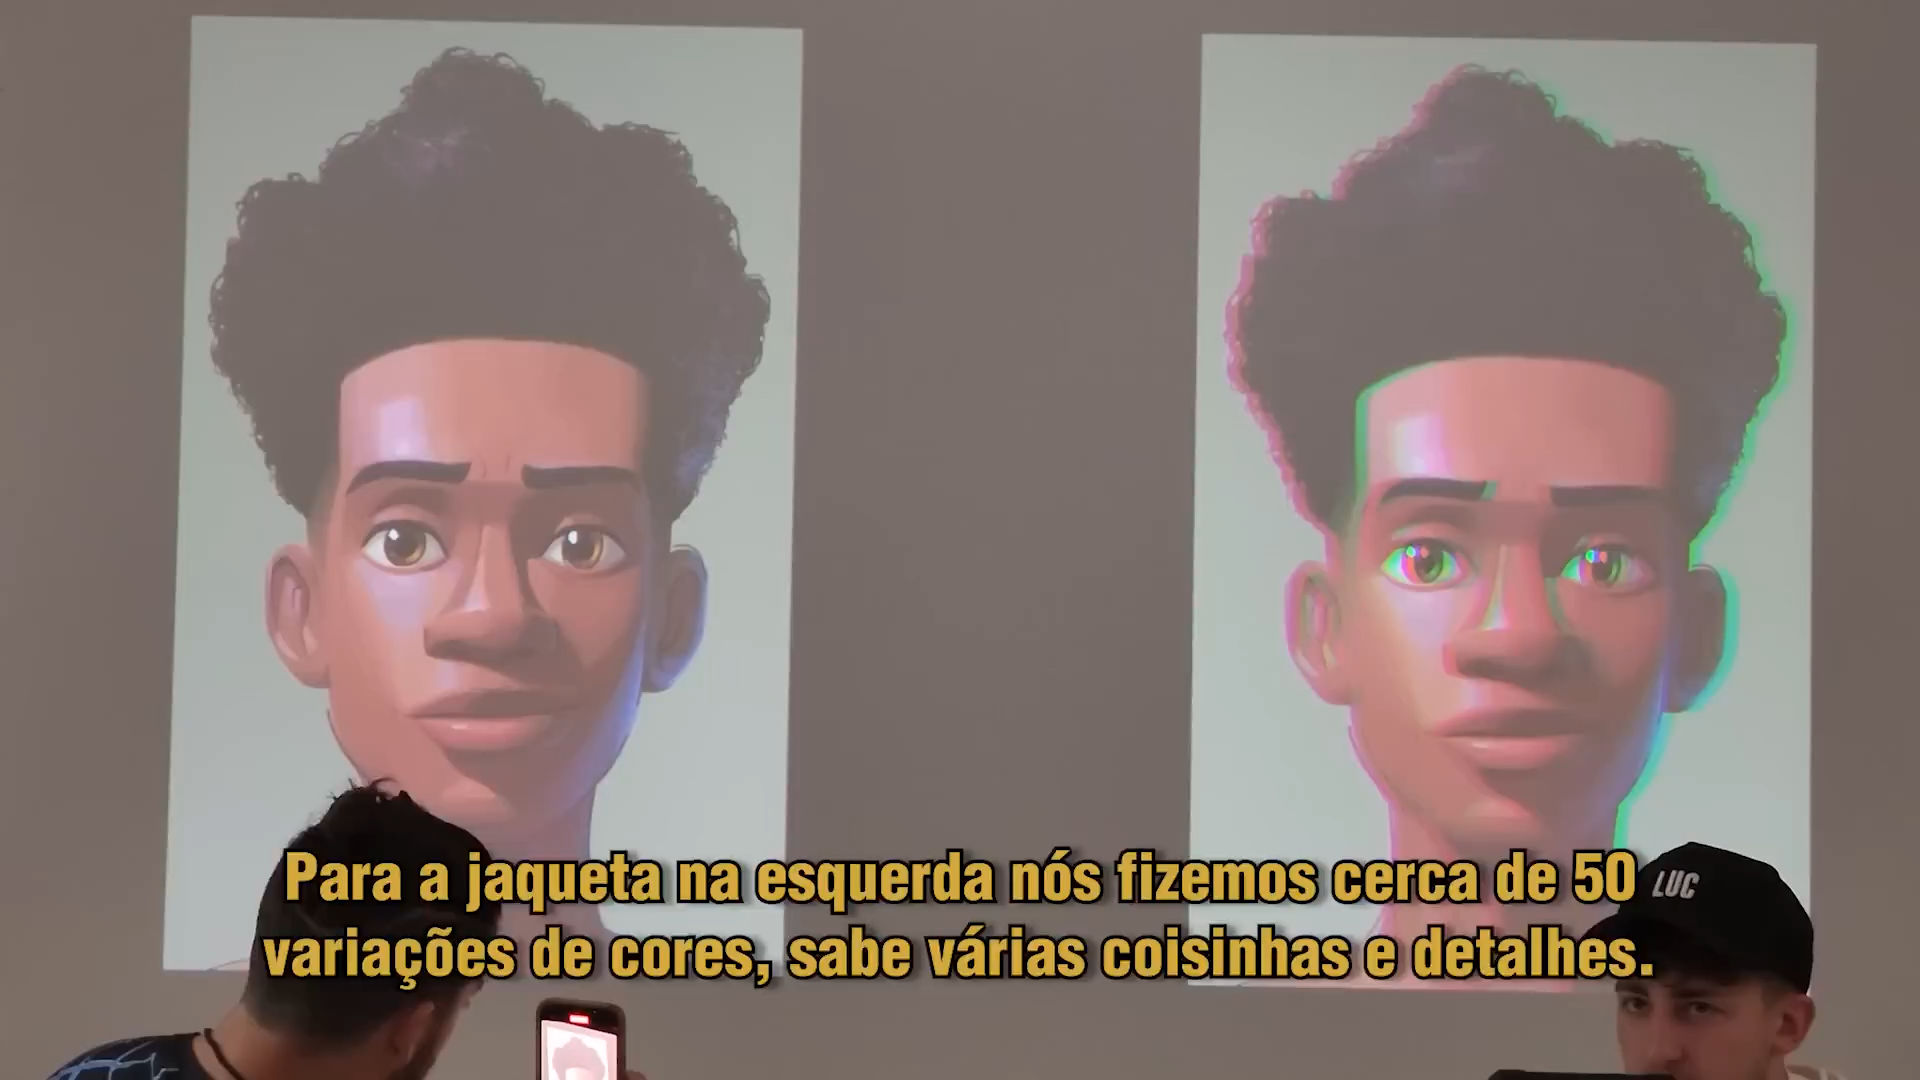 Para a jaqueta na esquerda nós fizemos cerca de 50
variações de cores, sabe várias coisinhas e detalhes.
LUC